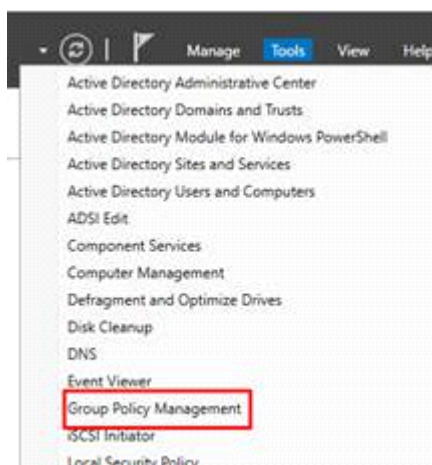 Manage Tools View Help
Active Directory Administrative Center
Active Directory Domains and Trusts
Active Directory Module for Windows PowerShell
Active Directory Sites and Services
Active Directory Users and Computers
ADSI Edit
Component Services
Computer Management
Defragment and Optimize Drives
Disk Cleanup
DNS
Event Viewer
Group Policy Management
iSCSI Initiator
Local Security Policy